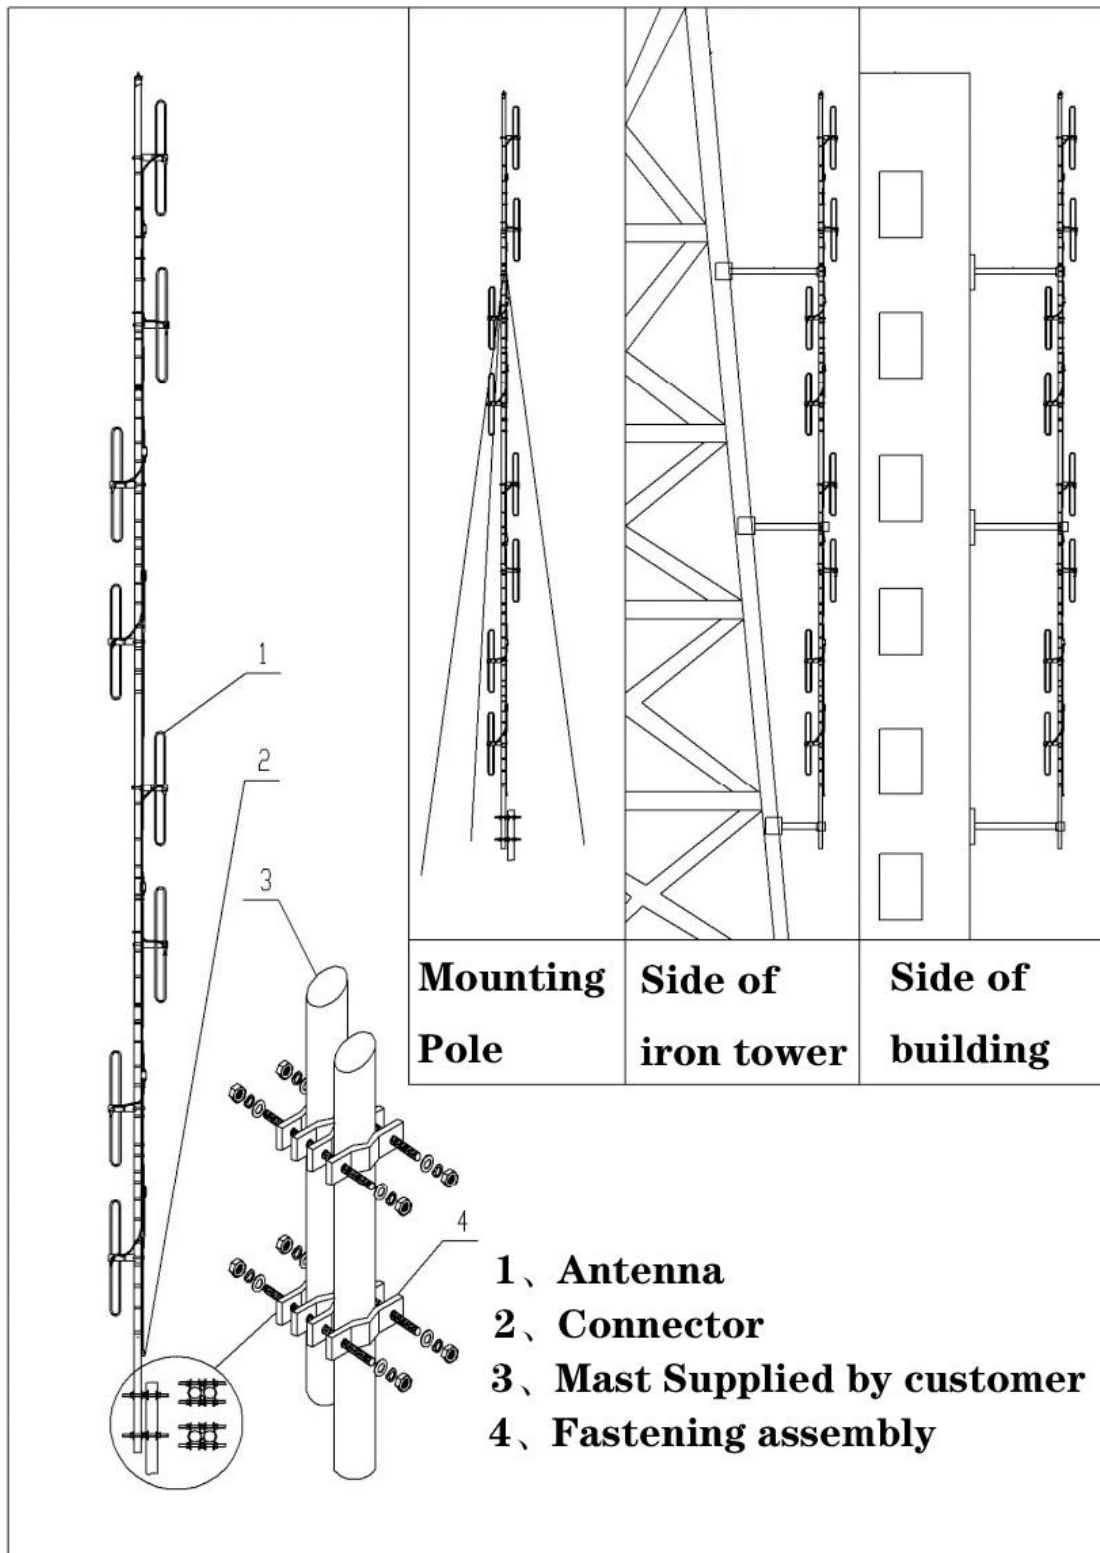 1
2
3
4
Mounting
Pole
Side of
iron tower
Side of
building
1、Antenna
2、Connector
3、Mast Supplied by customer
4、Fastening assembly